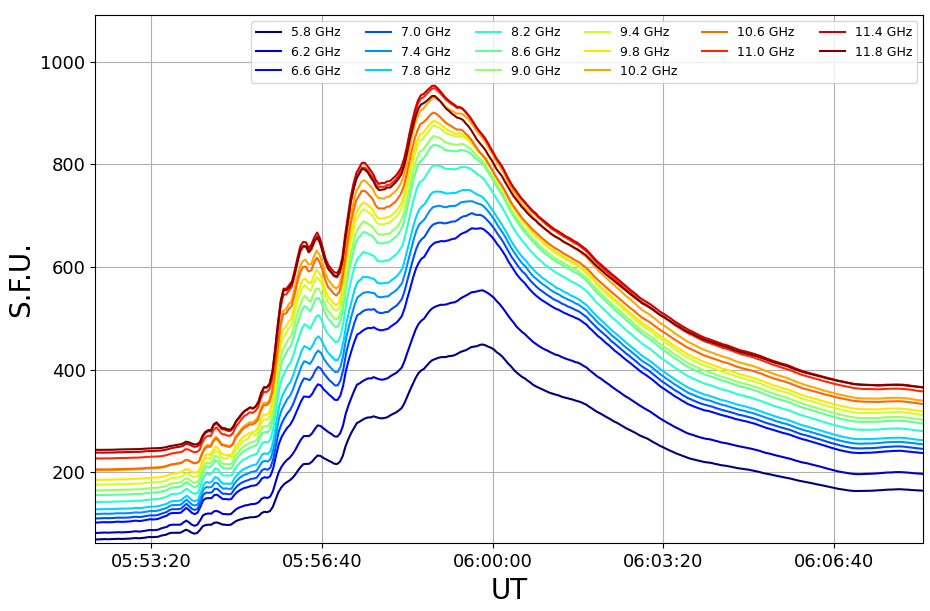 5.8 GHz 7.0 GHz 8.2 GHz 9.4 GHz 10.6 GHz 11.4 GHz
6.2 GHz 7.4 GHz 8.6 GHz 9.8 GHz 11.0 GHz 11.8 GHz
6.6 GHz 7.8 GHz 9.0 GHz 10.2 GHz
1000
800
600
400
200
S.F.U.
05:53:20 05:56:40 06:00:00 06:03:20 06:06:40
UT